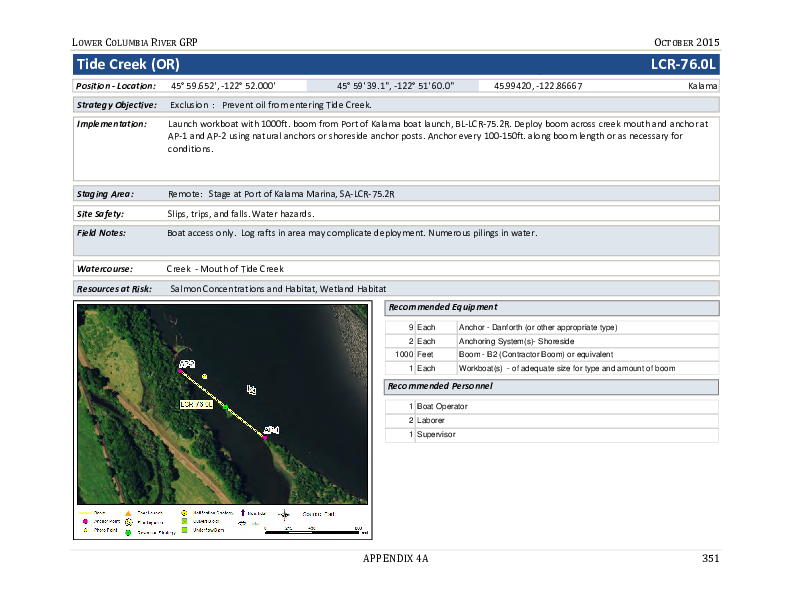 LOWER COLUMBIA RIVER GRP OCTOBER 2015
Tide Creek (OR) LCR-76.0L
Position - Location: 45° 59.652', -122° 52.000' 45° 59'39.1", -122° 51'60.0" 45.99420, -122.86667 Kalama
Strategy Objective: Exclusion : Prevent oil from entering Tide Creek.
Implementation: Launch workboat with 1000ft. boom from Port of Kalama boat launch, BL-LCR-75.2R. Deploy boom across creek mouth and anchor at
AP-1 and AP-2 using natural anchors or shoreside anchor posts. Anchor every 100-150ft. along boom length or as necessary for
conditions.
Staging Area: Remote: Stage at Port of Kalama Marina, SA-LCR-75.2R
Site Safety: Slips, trips, and falls. Water hazards.
Field Notes: Boat access only. Log rafts in area may complicate deployment. Numerous pilings in water.
Watercourse: Creek - Mouth of Tide Creek
Resources at Risk: Salmon Concentrations and Habitat, Wetland Habitat
AP-2
LCR-76.0L
AP-1
Anchor Point
Photo Point
Notification Strategy
Collection Strategy
Underflow Dam
Recommended Equipment
9 Each Anchor - Danforth (or other appropriate type)
2 Each Anchoring System(s)- Shoreside
1000 Feet Boom - B2 (Contractor Boom) or equivalent
1 Each Workboat(s) - of adequate size for type and amount of boom
Recommended Personnel
1 Boat Operator
2 Laborer
1 Supervisor
APPENDIX 4A 351